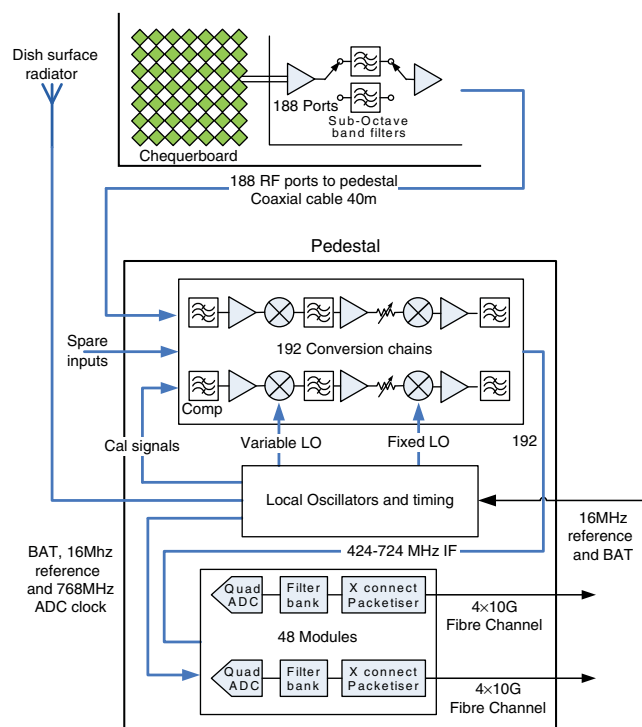 Dish surface
radiator
188 Ports
Sub-Octave
band filters
Chequerboard
188 RF ports to pedestal
Coaxial cable 40m
Pedestal
Spare
inputs
192 Conversion chains
Comp
Cal signals
Variable LO
Fixed LO
192
Local Oscillators and timing
16MHz
reference
and BAT
BAT, 16Mhz
reference
and 768MHz
ADC clock
424-724 MHz IF
Quad
ADC
Filter
bank
X connect
Packetiser
4×10G
Fibre Channel
48 Modules
Quad
ADC
Filter
bank
X connect
Packetiser
4×10G
Fibre Channel